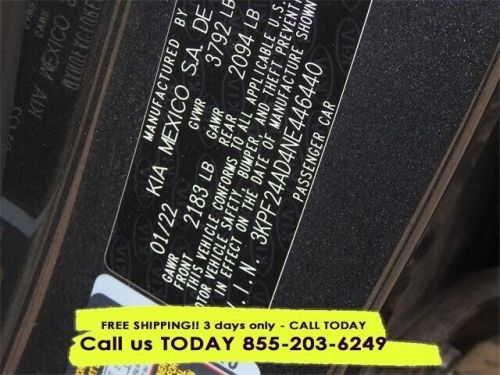 MANUFACTURED BY
01/22 KIA MEXICO S.A. DE
GVWR 3792 LB
GAWR FRONT 2183 LB GAWR REAR 2094 LB
THIS VEHICLE CONFORMS TO ALL APPLICABLE U.S.
MOTOR VEHICLE SAFETY, BUMPER, AND THEFT PREVENTI
IN EFFECT ON THE DATE OF MANUFACTURE SHOWN
V. I. N. 3KPF24AD4NE446440
PASSENGER CAR
FREE SHIPPING!! 3 days only - CALL TODAY
Call us TODAY 855-203-6249